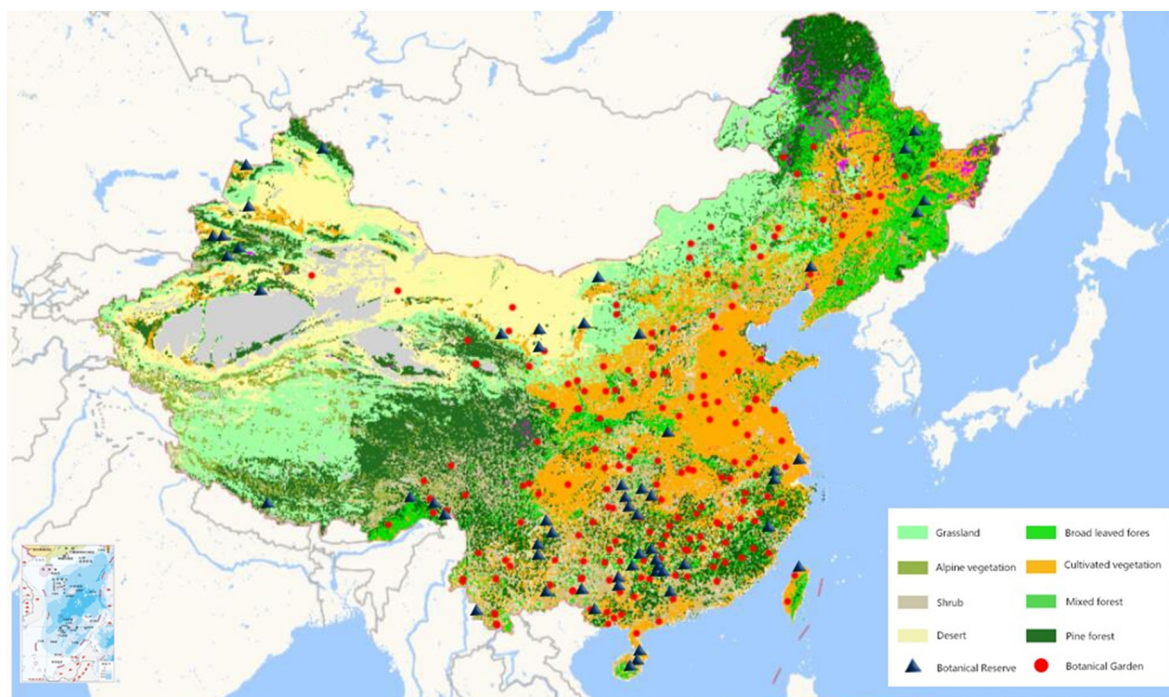 Grassland
Broad leaved fores
Alpine vegetation
Cultivated vegetation
Shrub
Mixed forest
Desert
Pine forest
Botanical Reserve
Botanical Garden